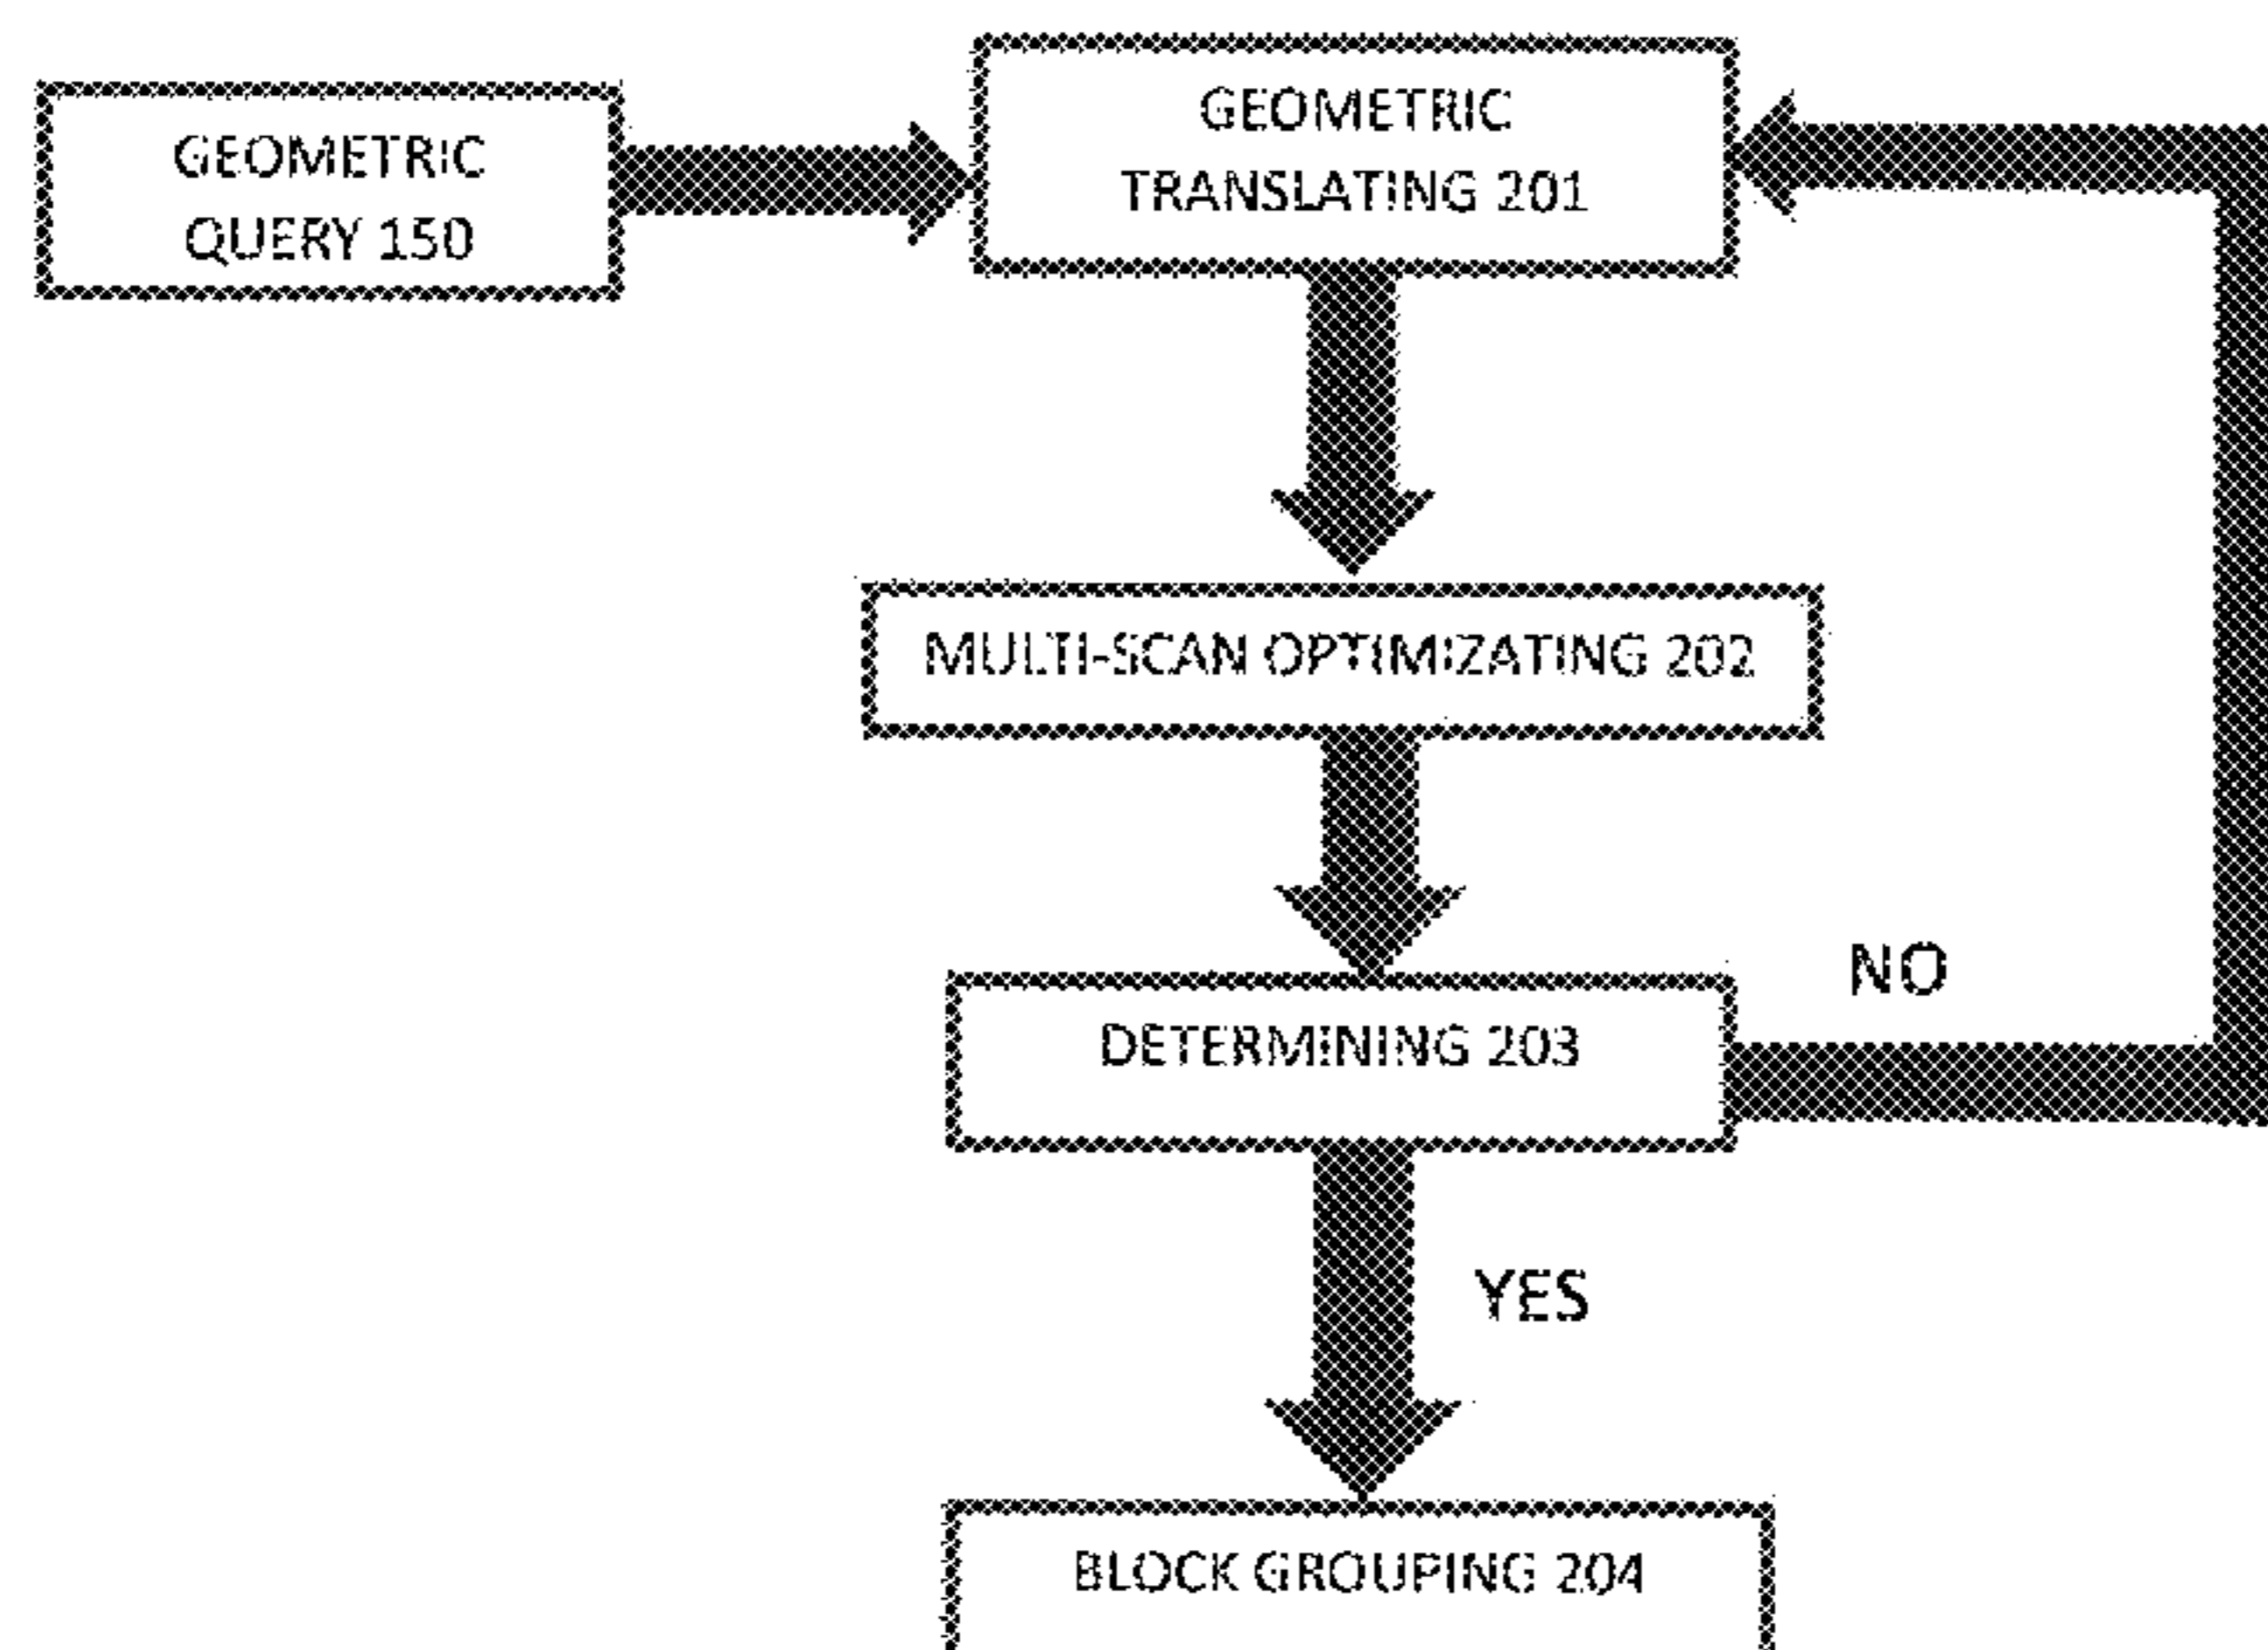 GEOMETRIC
QUERY 150
GEOMETRIC
TRANSLATING 201
MULTI-SCAN OPTIMIZATING 202
DETERMINING 203
NO
YES
BLOCK GROUPING 204